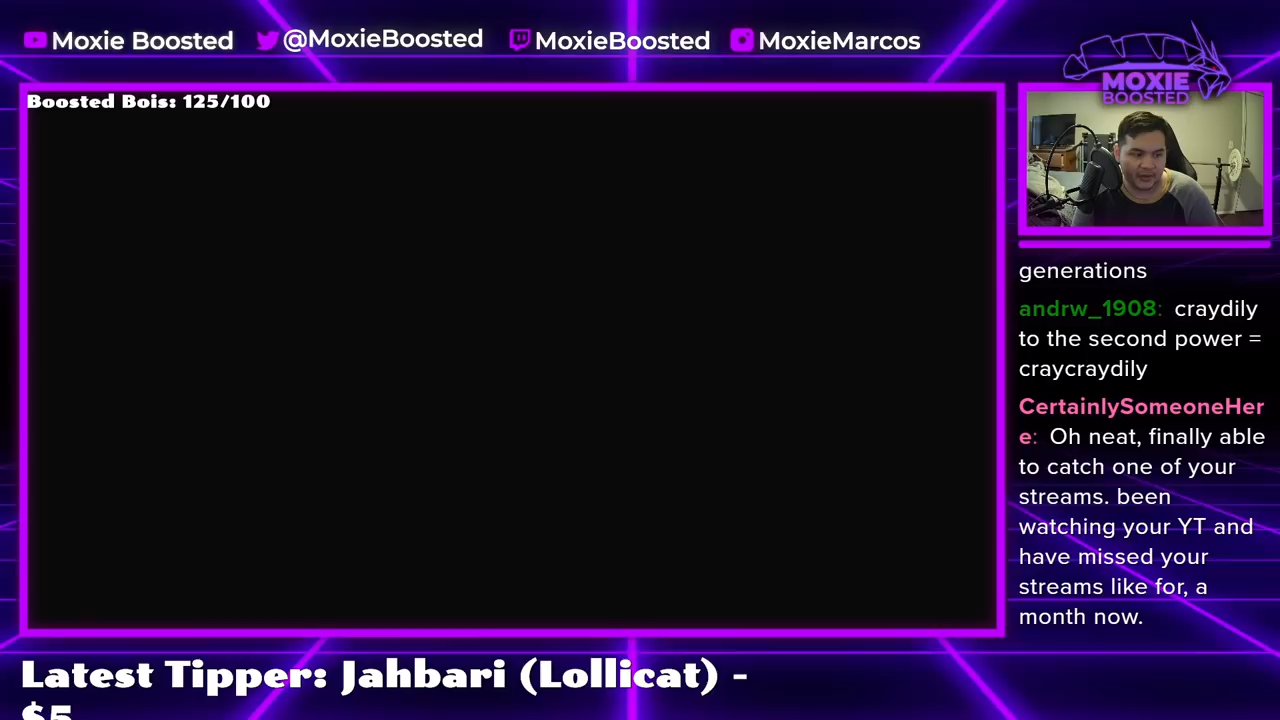 Moxie Boosted @MoxieBoosted MoxieBoosted MoxieMarcos
MOXIE
BOOSTED
Boosted Bois: 125/100
generations
andrw_1908: craydily
to the second power =
craycraydily
CertainlySomeoneHer
e: Oh neat, finally able
to catch one of your
streams. been
watching your YT and
have missed your
streams like for, a
month now.
Latest Tipper: Jahbari (Lollicat) -
$5